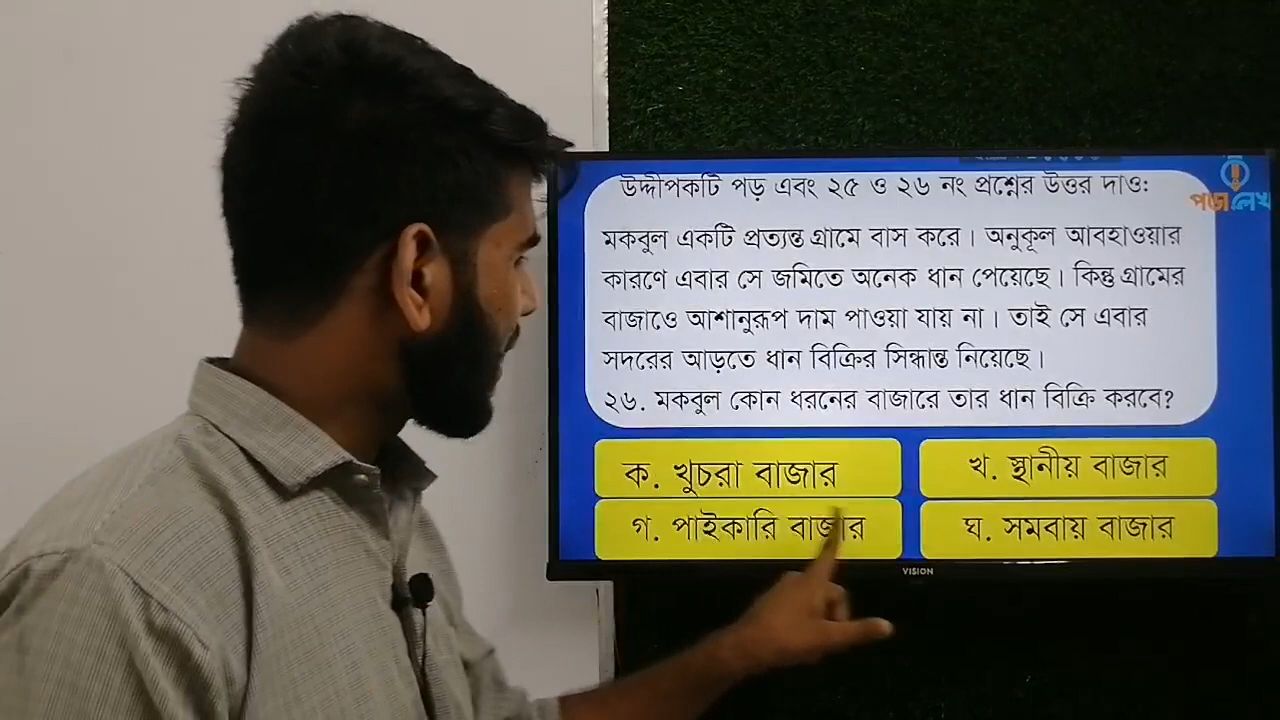 উদ্দীপকটি পড় এবং ২৫ ও ২৬ নং প্রশ্নের উত্তর দাও:
পড়ালেখা
মকবুল একটি প্রত্যন্ত গ্রামে বাস করে। অনুকূল আবহাওয়ার
কারণে এবার সে জমিতে অনেক ধান পেয়েছে। কিন্তু গ্রামের
বাজাওে আশানুরূপ দাম পাওয়া যায় না। তাই সে এবার
সদরের আড়তে ধান বিক্রির সিদ্ধান্ত নিয়েছে।
২৬. মকবুল কোন ধরনের বাজারে তার ধান বিক্রি করবে?
ক. খুচরা বাজার
খ. স্থানীয় বাজার
গ. পাইকারি বাজার
ঘ. সমবায় বাজার
VISION